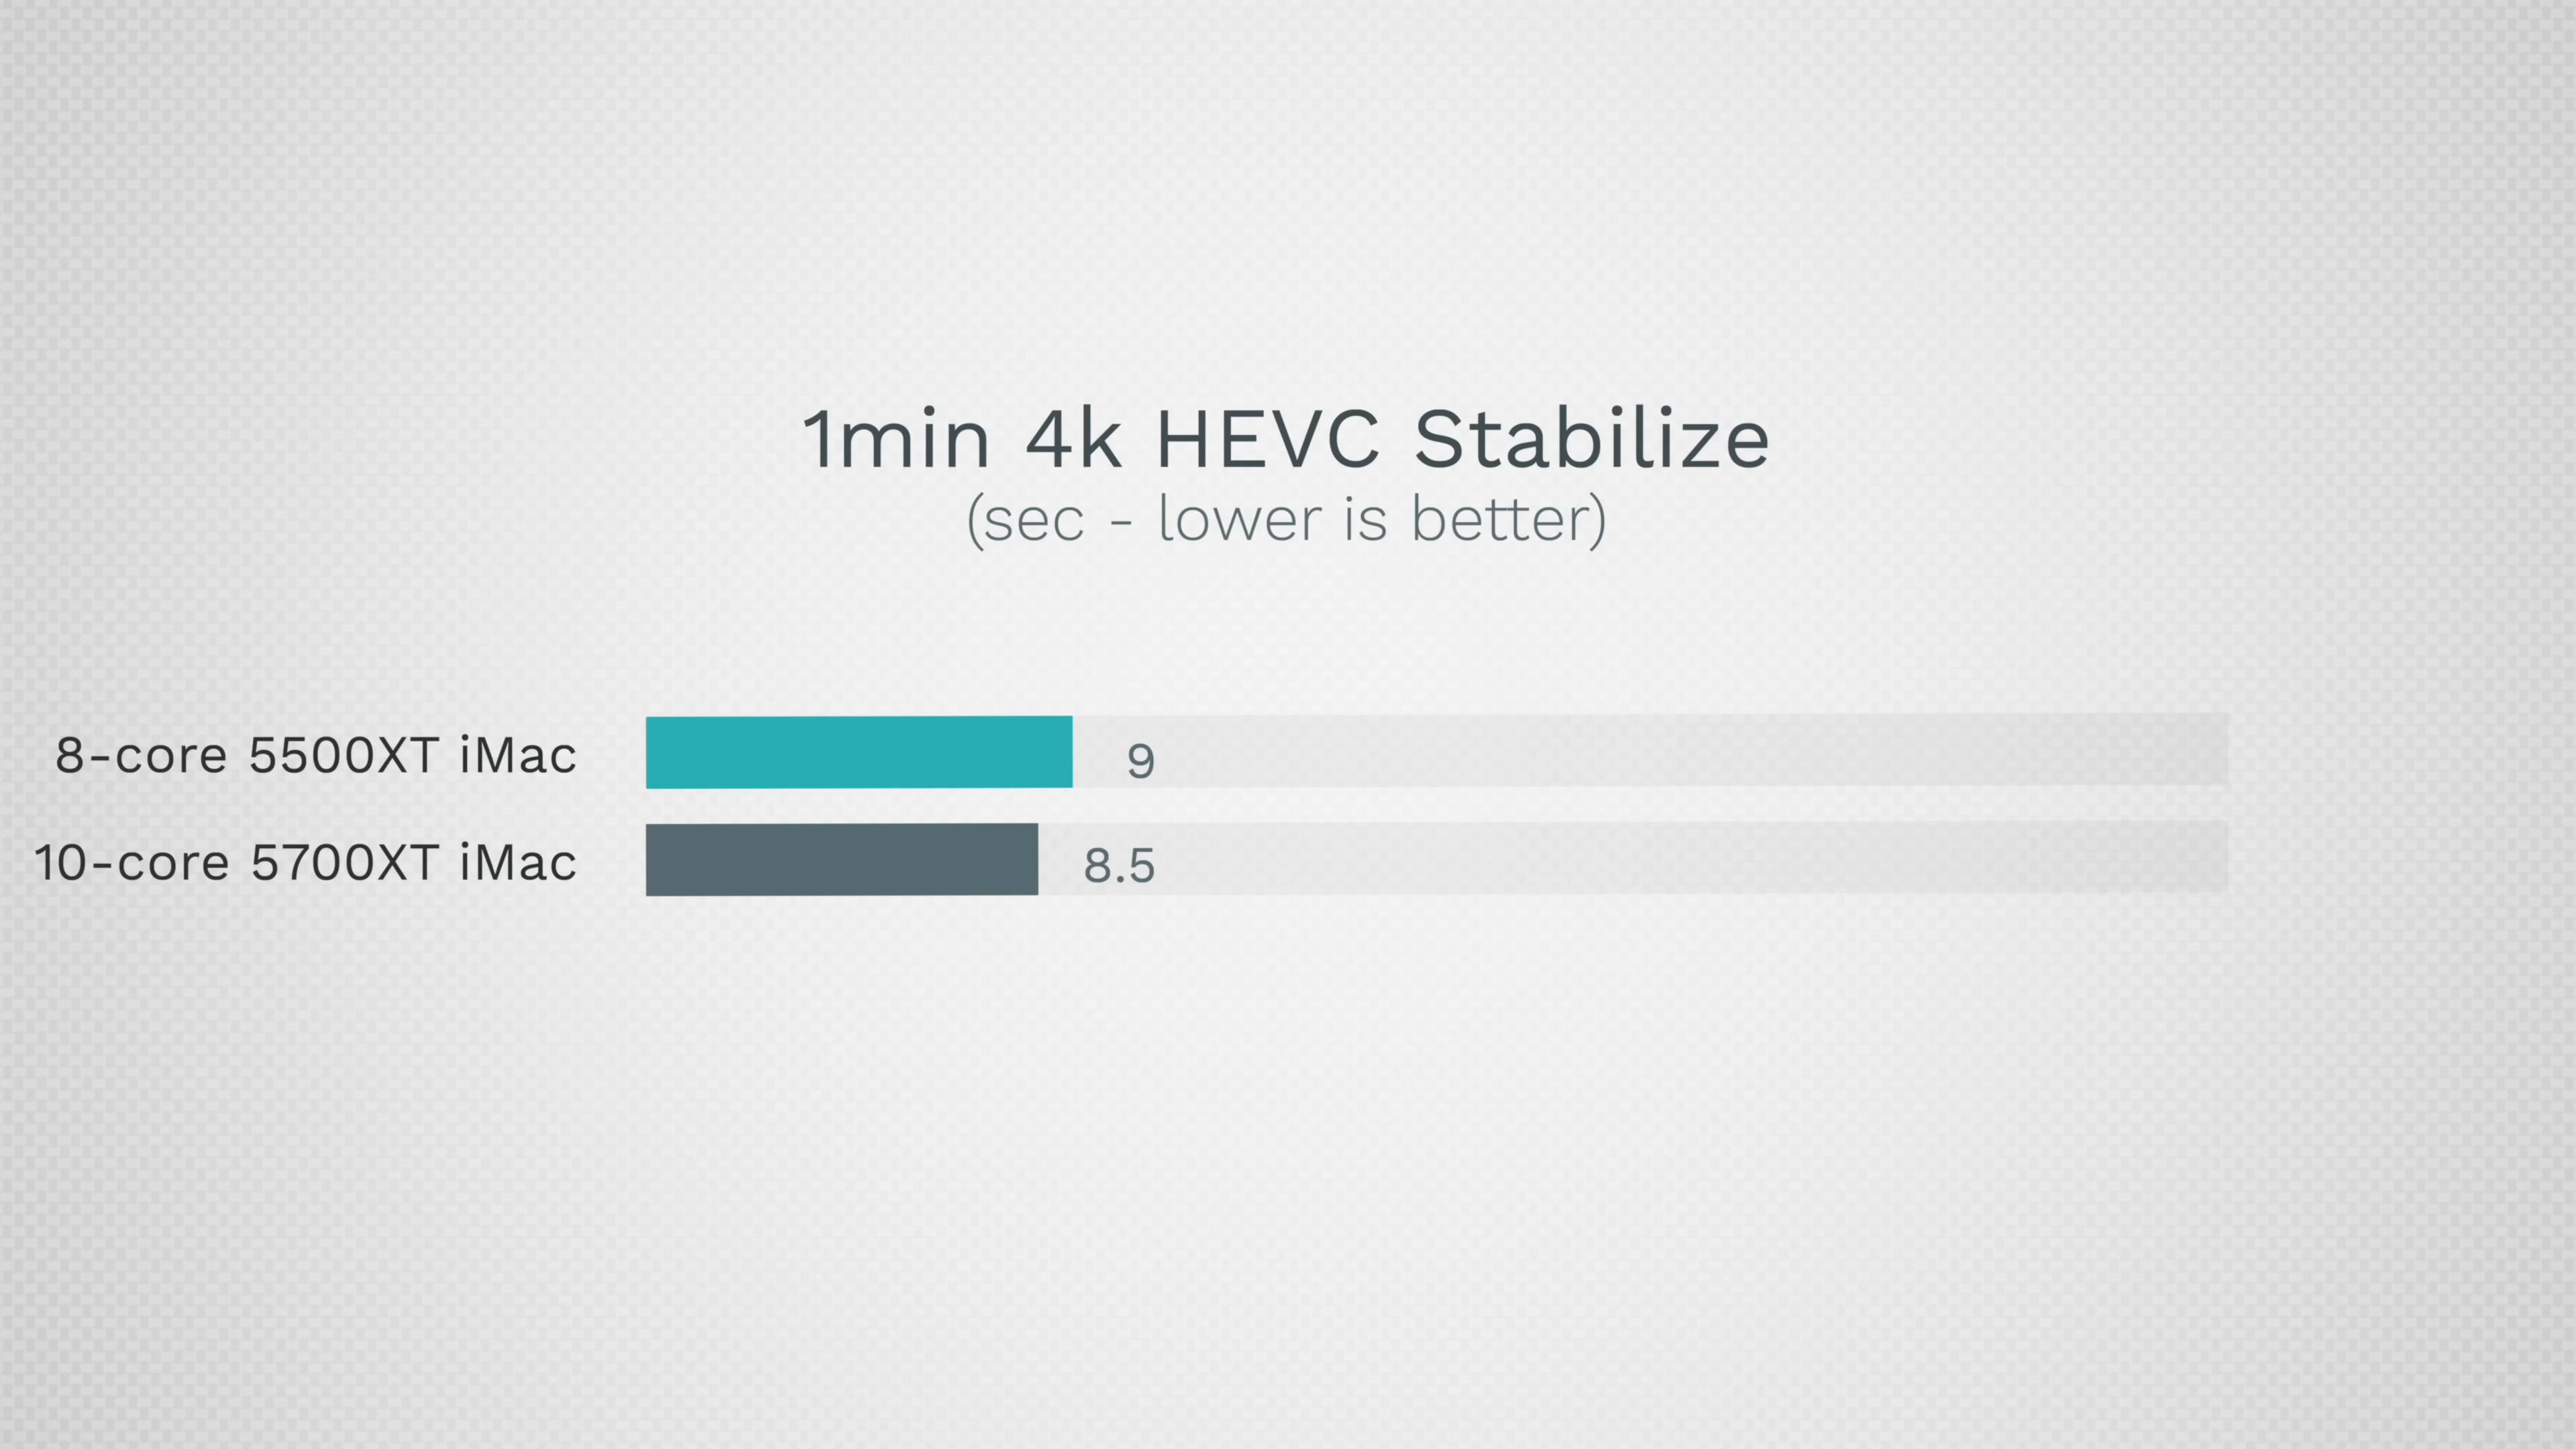 1min 4k HEVC Stabilize
(sec - lower is better)
8-core 5500XT iMac 9
10-core 5700XT iMac 8.5